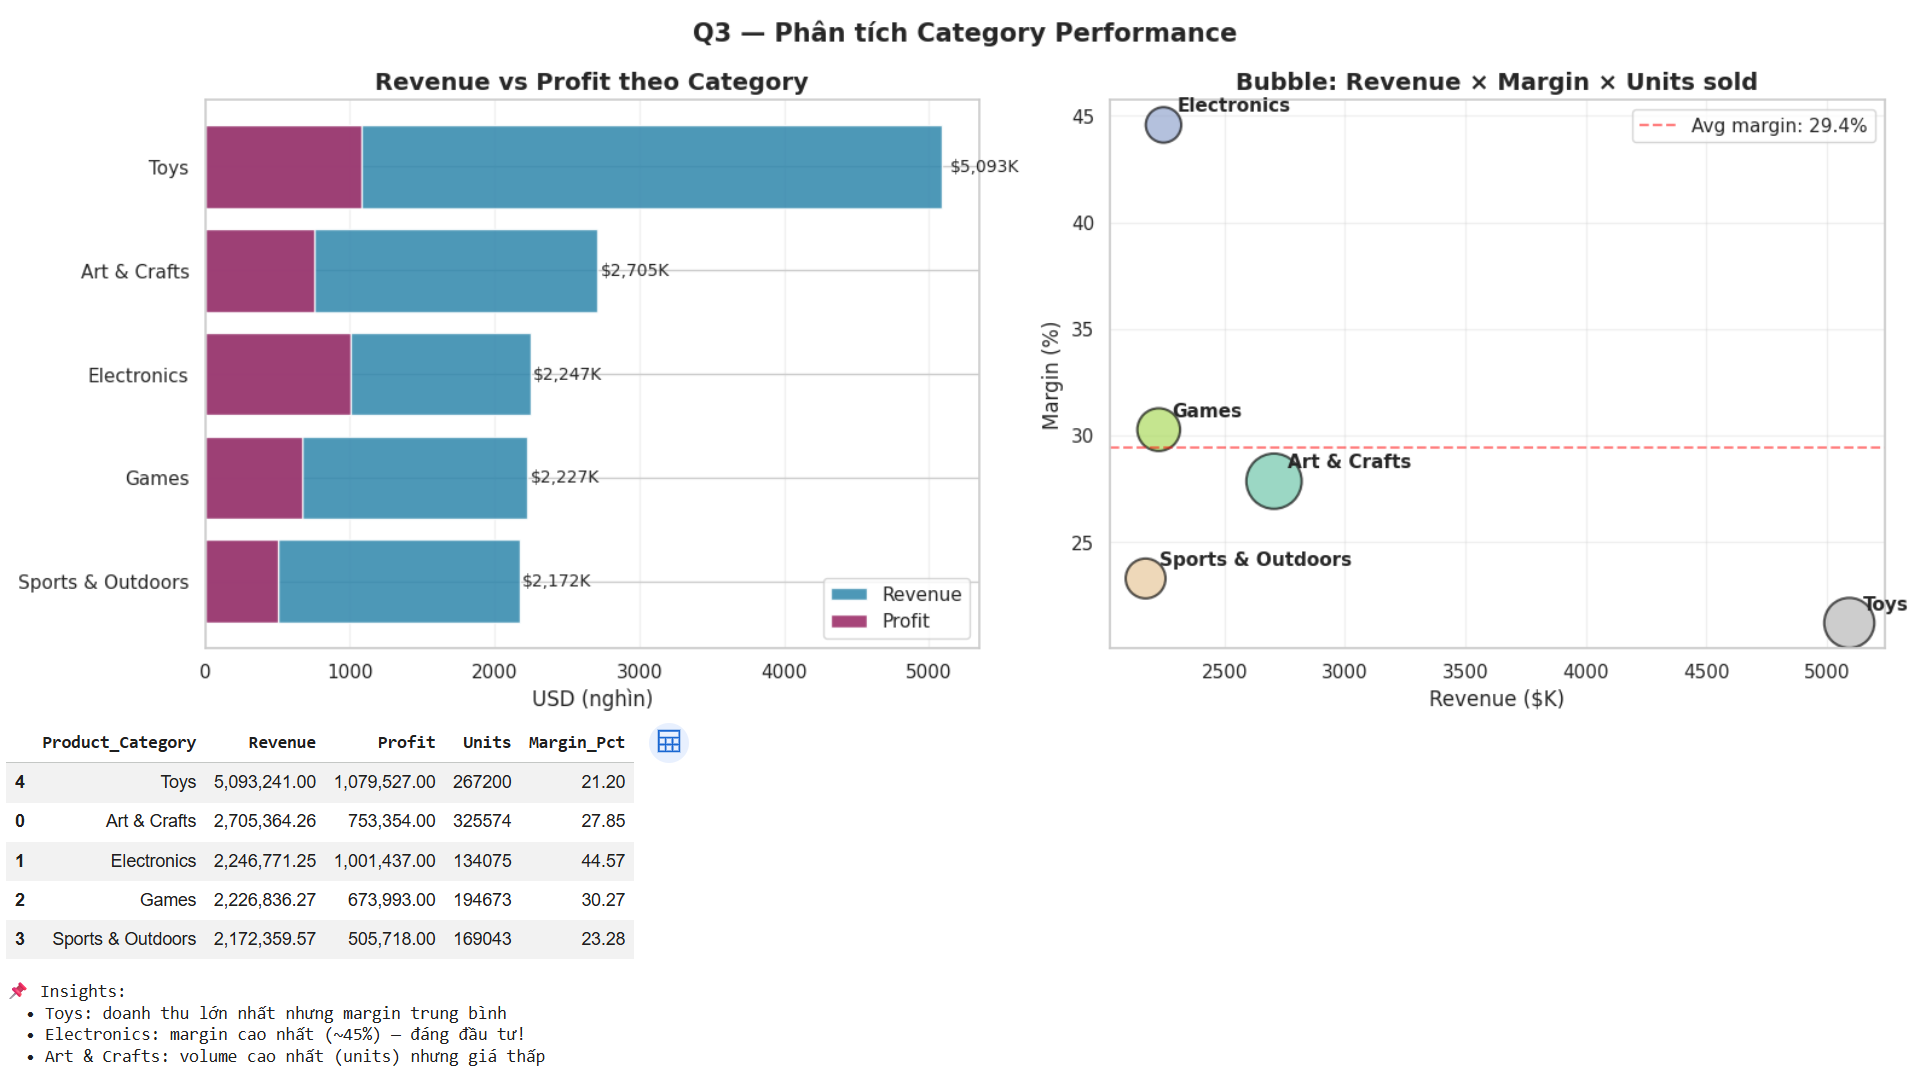 Q3 — Phân tích Category Performance
Revenue vs Profit theo Category
Toys
Art & Crafts
Electronics
Games
Sports & Outdoors
$5,093K
$2,705K
$2,247K
$2,227K
$2,172K
Revenue
Profit
0 1000 2000 3000 4000 5000
USD (nghìn)
Bubble: Revenue × Margin × Units sold
Avg margin: 29.4%
45
40
35
30
25
Margin (%)
Electronics
Games
Art & Crafts
Sports & Outdoors
Toys
2500 3000 3500 4000 4500 5000
Revenue ($K)
Product_Category Revenue Profit Units Margin_Pct
4 Toys 5,093,241.00 1,079,527.00 267200 21.20
0 Art & Crafts 2,705,364.26 753,354.00 325574 27.85
1 Electronics 2,246,771.25 1,001,437.00 134075 44.57
2 Games 2,226,836.27 673,993.00 194673 30.27
3 Sports & Outdoors 2,172,359.57 505,718.00 169043 23.28
📌 Insights:
• Toys: doanh thu lớn nhất nhưng margin trung bình
• Electronics: margin cao nhất (~45%) — đáng đầu tư!
• Art & Crafts: volume cao nhất (units) nhưng giá thấp